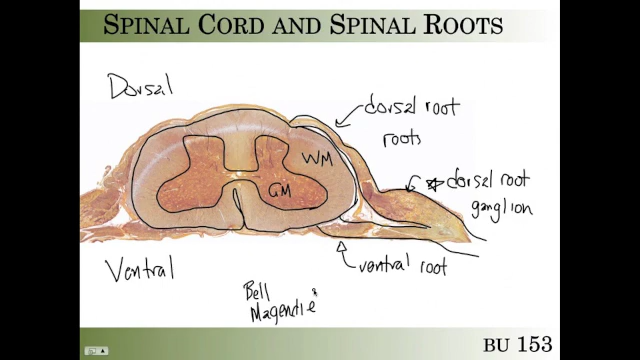 SPINAL CORD AND SPINAL ROOTS
Dorsal
dorsal root
roots
WM
GM
dorsal root
ganglion
Ventral
ventral root
Bell
Magendie
BU 153